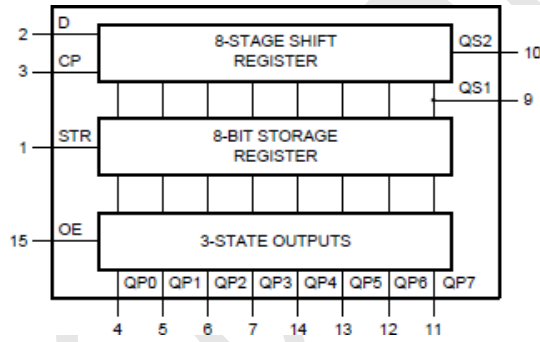 D
2
8-STAGE SHIFT
REGISTER
QS2
10
CP
3
QS1
9
STR
1
8-BIT STORAGE
REGISTER
OE
15
3-STATE OUTPUTS
QP0 QP1 QP2 QP3 QP4 QP5 QP6 QP7
4 5 6 7 14 13 12 11